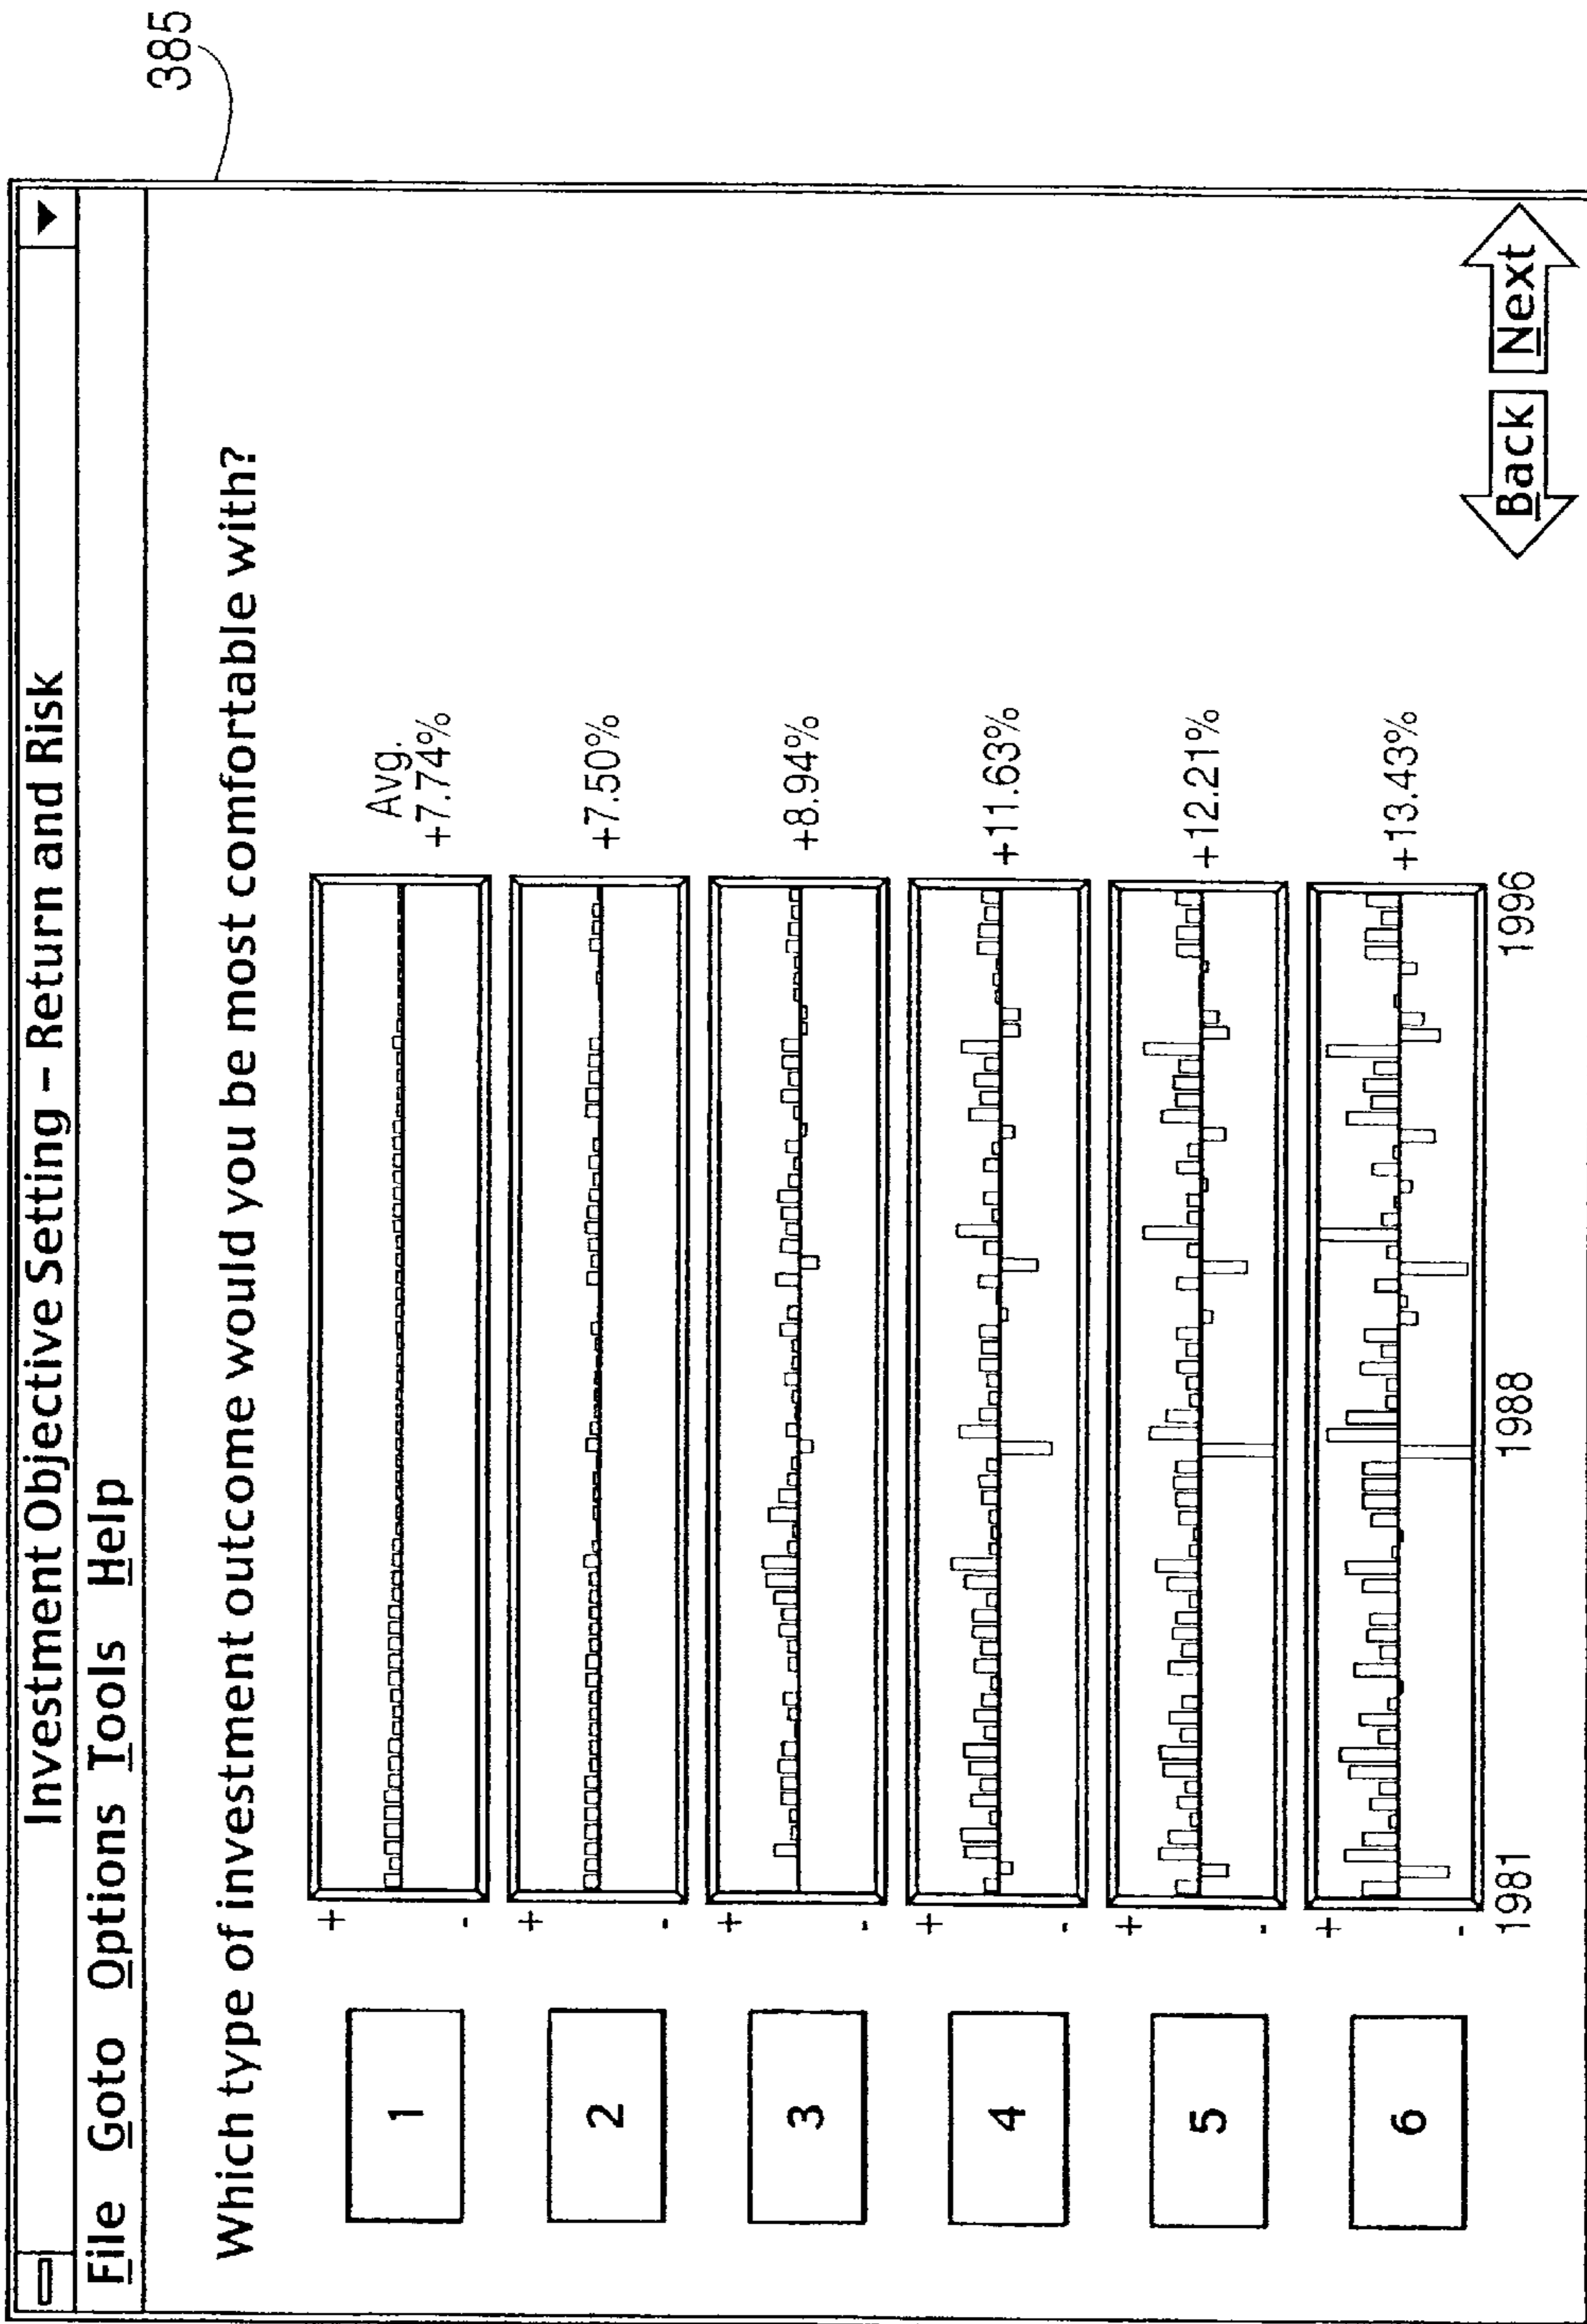 385
Investment Objective Setting – Return and Risk
File Goto Options Tools Help
Which type of investment outcome would you be most comfortable with?
Avg.
1 + - +7.74%
2 + - +7.50%
3 + - +8.94%
4 + - +11.63%
5 + - +12.21%
6 + - +13.43%
1981 1988 1996
Back Next